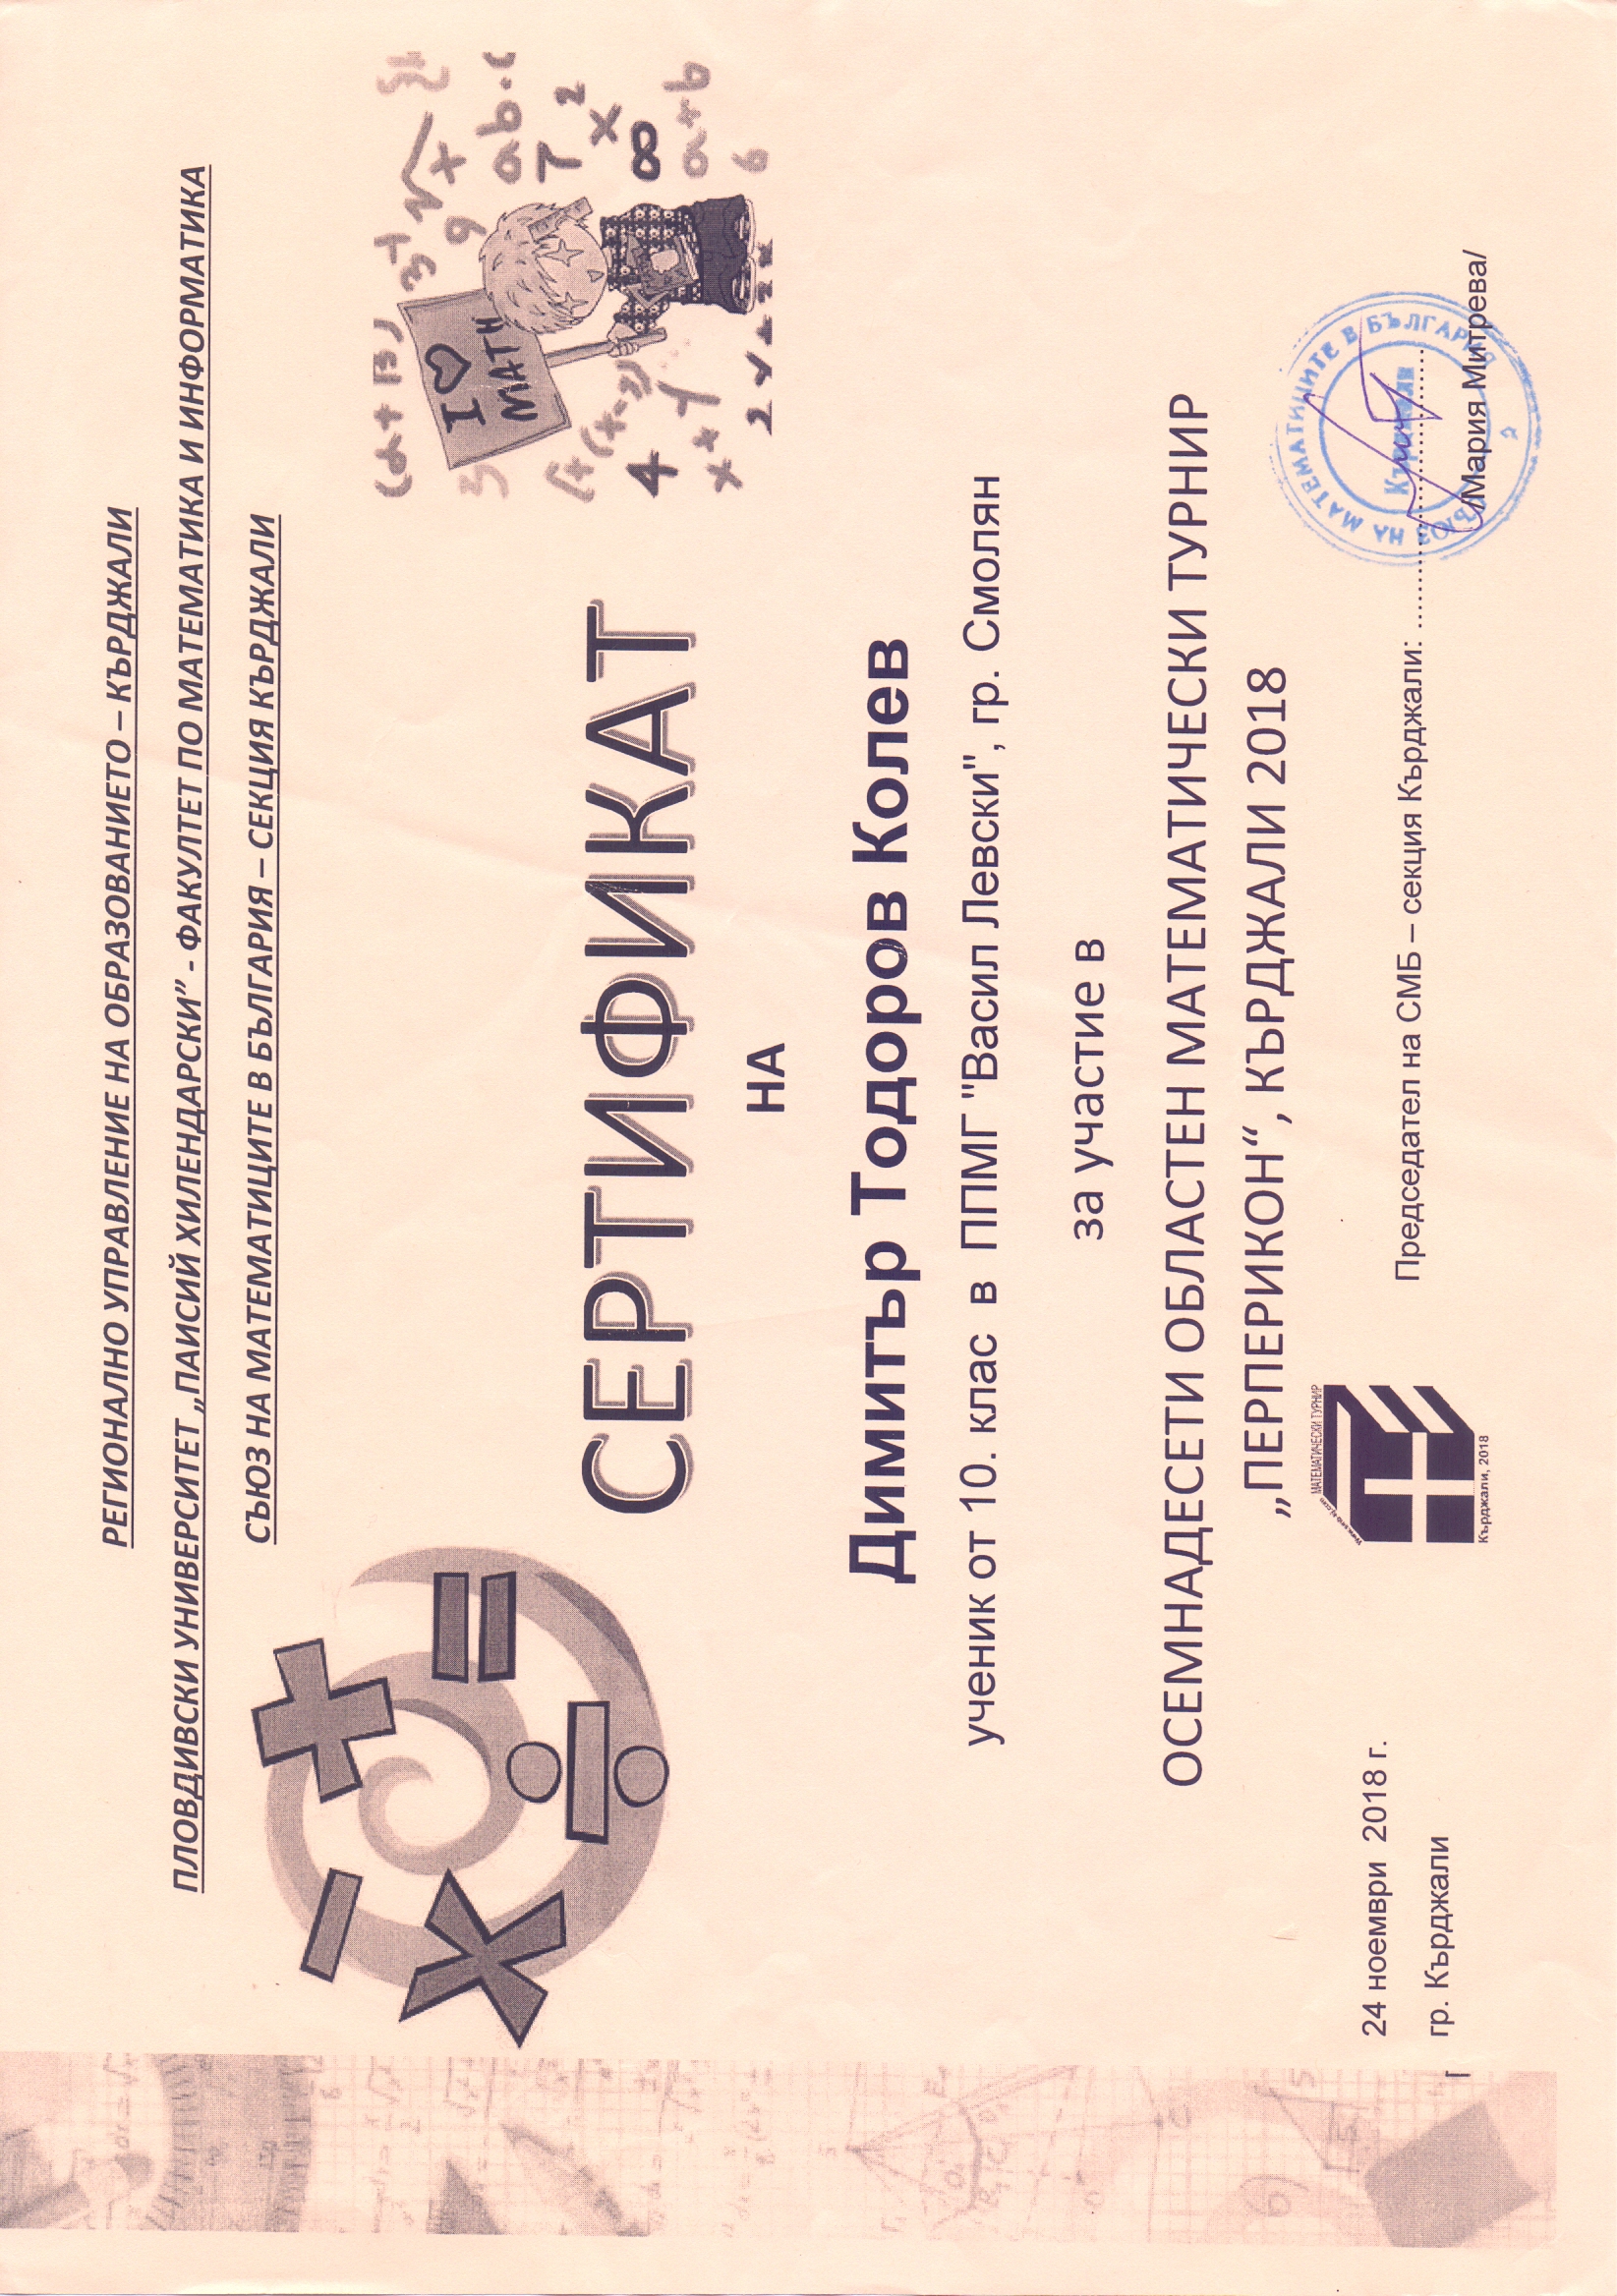 РЕГИОНАЛНО УПРАВЛЕНИЕ НА ОБРАЗОВАНИЕТО – КЪРДЖАЛИ
ПЛОВДИВСКИ УНИВЕРСИТЕТ „ПАИСИЙ ХИЛЕНДАРСКИ” - ФАКУЛТЕТ ПО МАТЕМАТИКА И ИНФОРМАТИКА
СЪЮЗ НА МАТЕМАТИЦИТЕ В БЪЛГАРИЯ – СЕКЦИЯ КЪРДЖАЛИ
I ♡
MATH
СЕРТИФИКАТ
НА
Димитър Тодоров Колев
ученик от 10. клас в ППМГ "Васил Левски", гр. Смолян
за участие в
ОСЕМНАДЕСЕТИ ОБЛАСТЕН МАТЕМАТИЧЕСКИ ТУРНИР
„ПЕРПЕРИКОН“, КЪРДЖАЛИ 2018
24 ноември 2018 г.
гр. Кърджали
МАТЕМАТИЧЕСКИ ТУРНИР
Кърджали, 2018
Председател на СМБ – секция Кърджали: ...............................
/Мария Митрева/
СЪЮЗ НА МАТЕМАТИЦИТЕ В БЪЛГАРИЯ
Кърджали